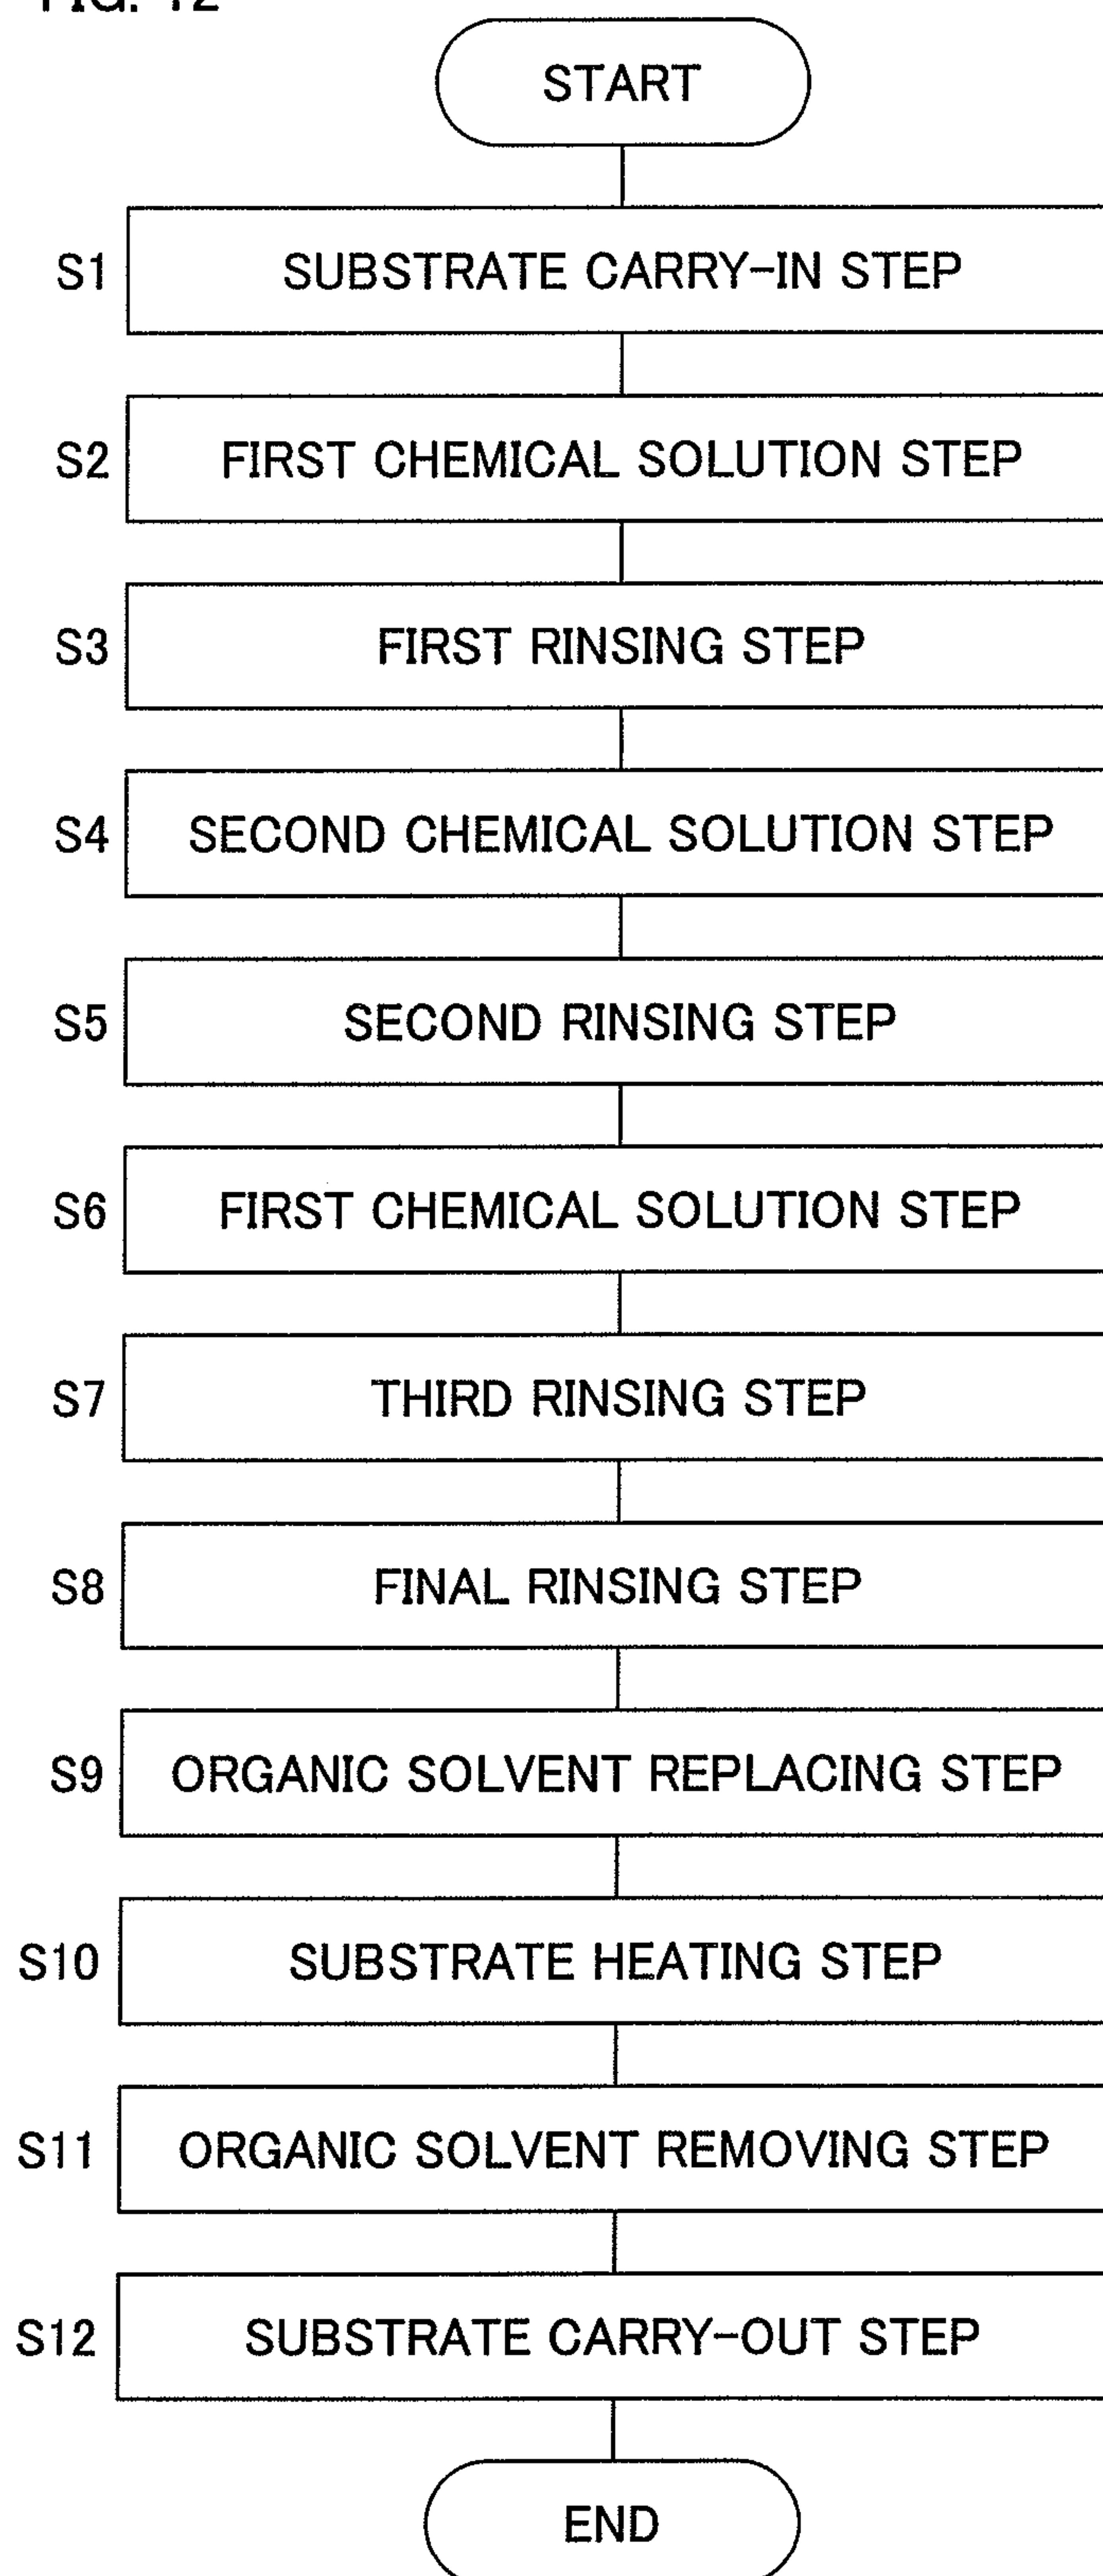 FIG. 12
START
S1 SUBSTRATE CARRY-IN STEP
S2 FIRST CHEMICAL SOLUTION STEP
S3 FIRST RINSING STEP
S4 SECOND CHEMICAL SOLUTION STEP
S5 SECOND RINSING STEP
S6 FIRST CHEMICAL SOLUTION STEP
S7 THIRD RINSING STEP
S8 FINAL RINSING STEP
S9 ORGANIC SOLVENT REPLACING STEP
S10 SUBSTRATE HEATING STEP
S11 ORGANIC SOLVENT REMOVING STEP
S12 SUBSTRATE CARRY-OUT STEP
END